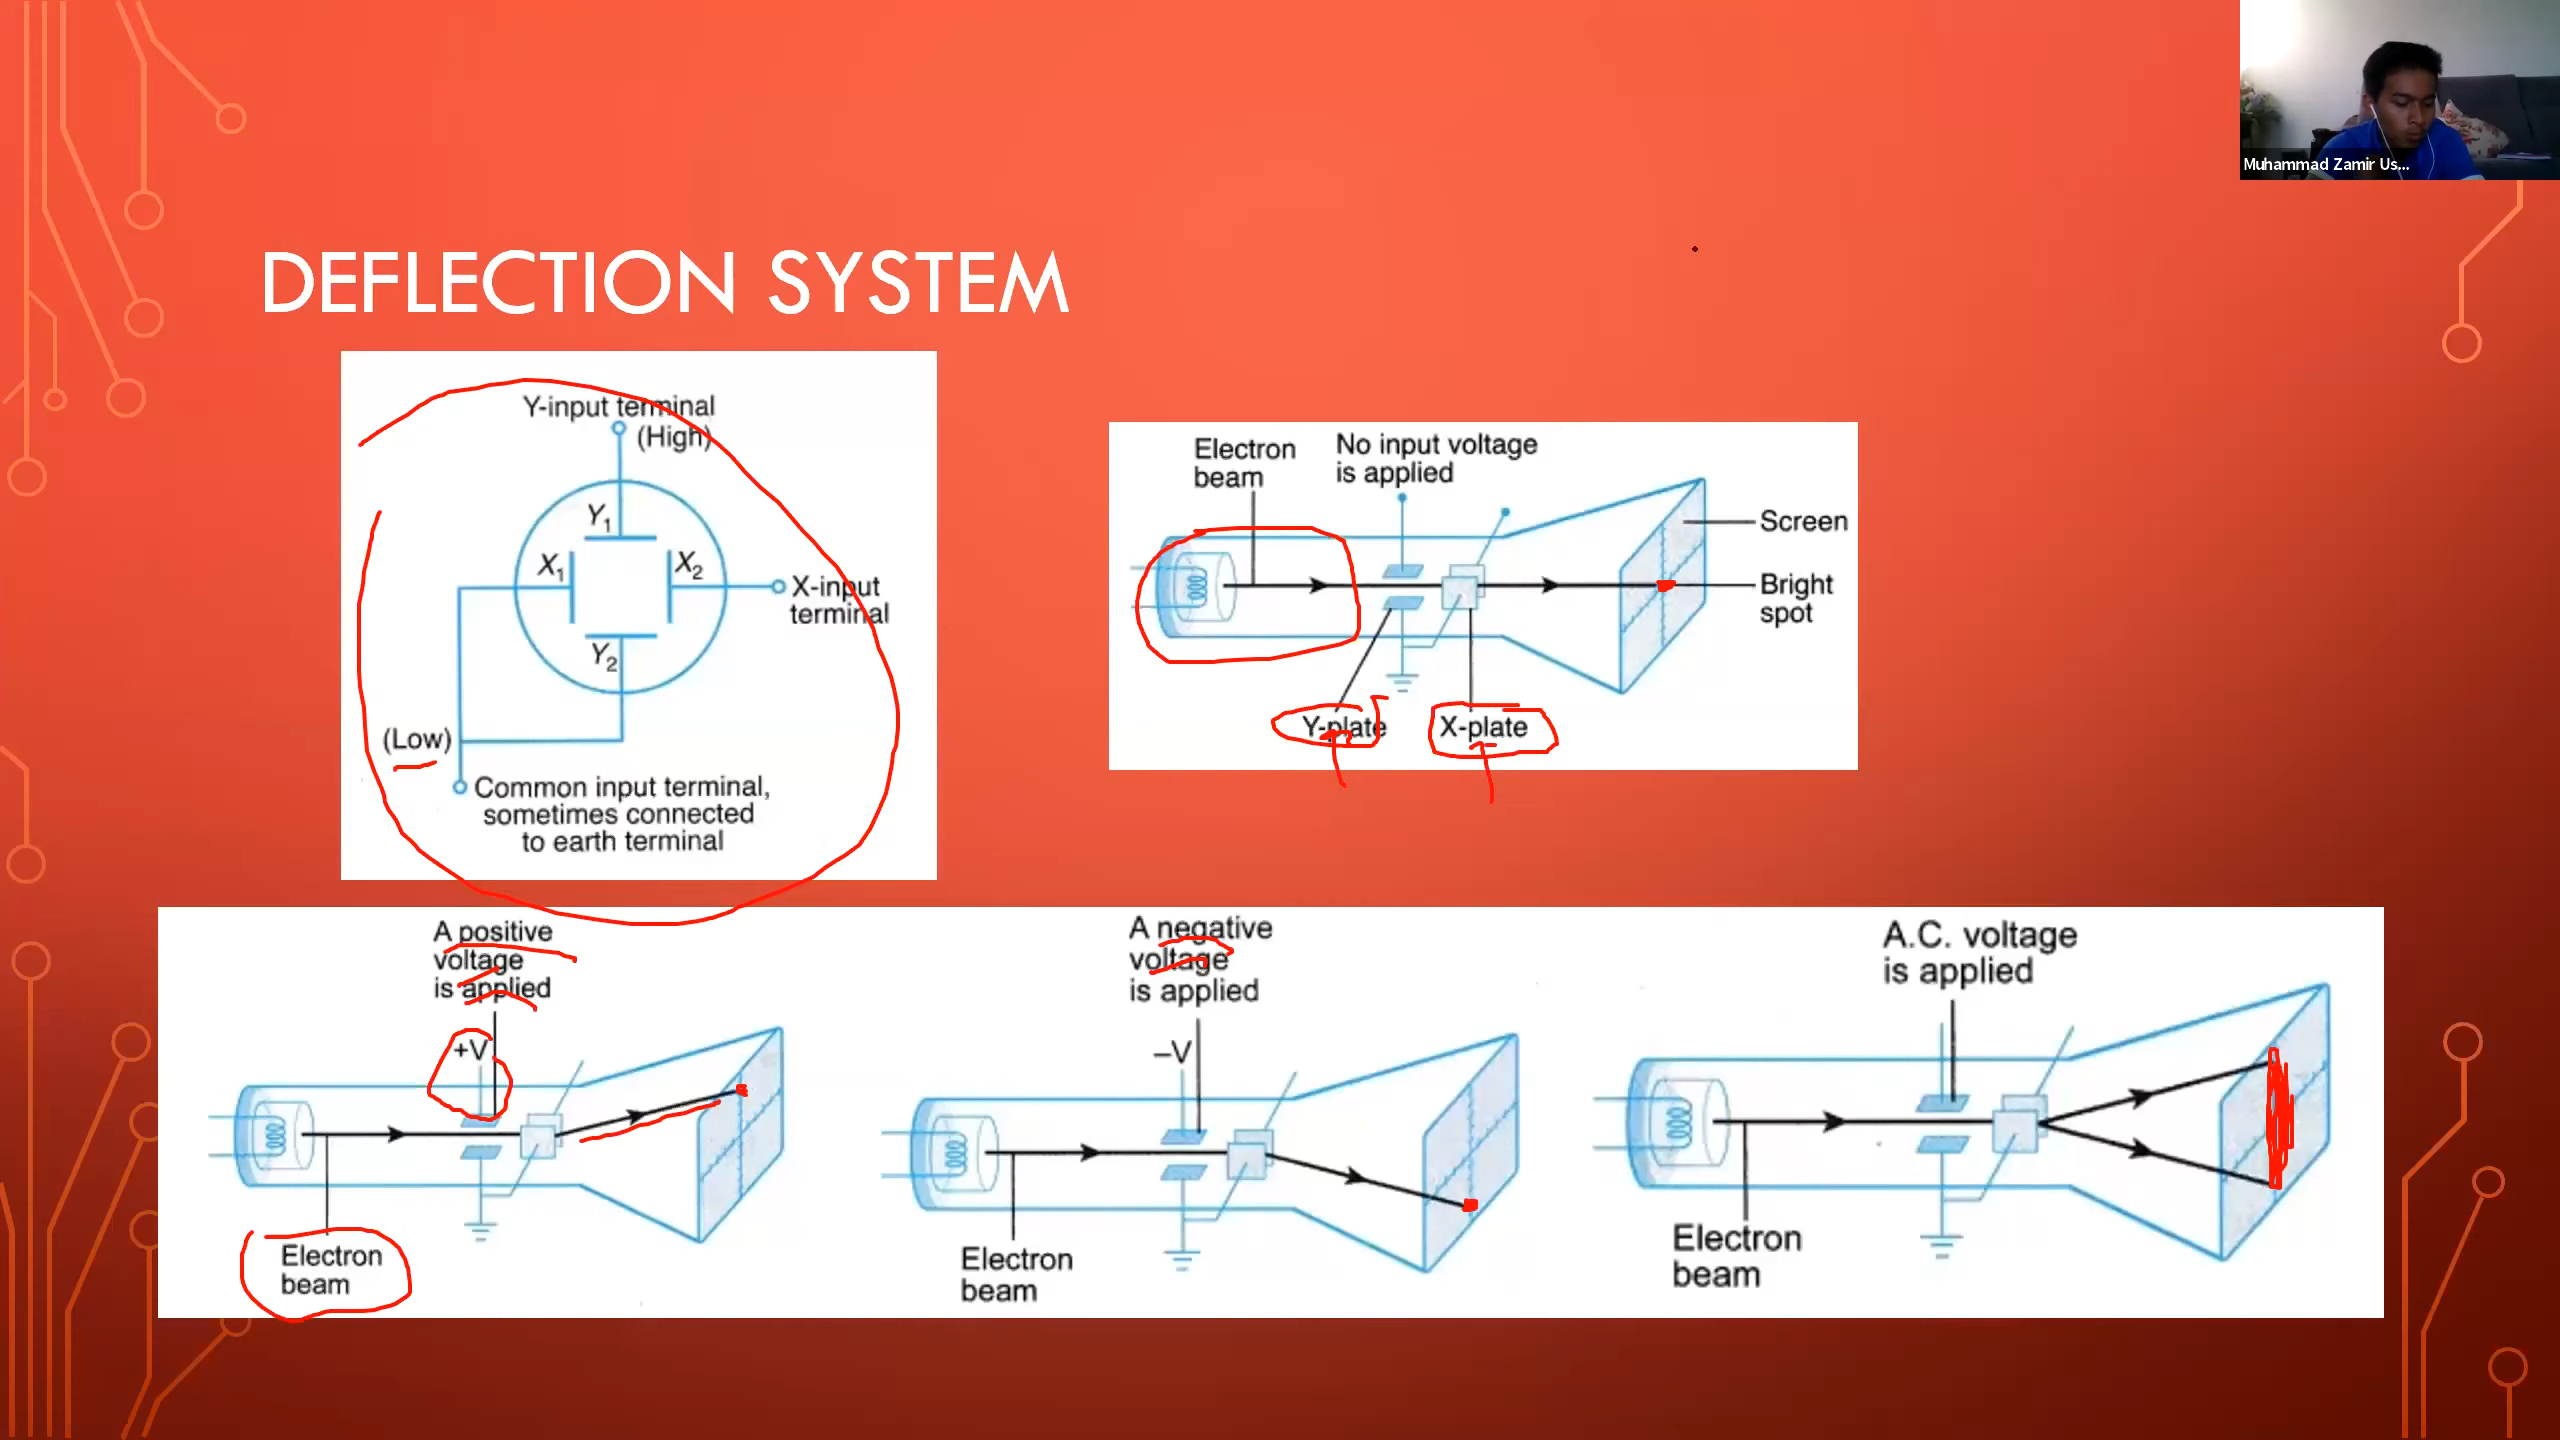 Muhammad Zamir Us...
DEFLECTION SYSTEM
Y-input terminal
(High)
Y1
X1
X2
X-input
terminal
Y2
(Low)
Common input terminal,
sometimes connected
to earth terminal
Electron
beam
No input voltage
is applied
Screen
Bright
spot
Y-plate
X-plate
A positive
voltage
is applied
+V
Electron
beam
A negative
voltage
is applied
–V
Electron
beam
A.C. voltage
is applied
Electron
beam